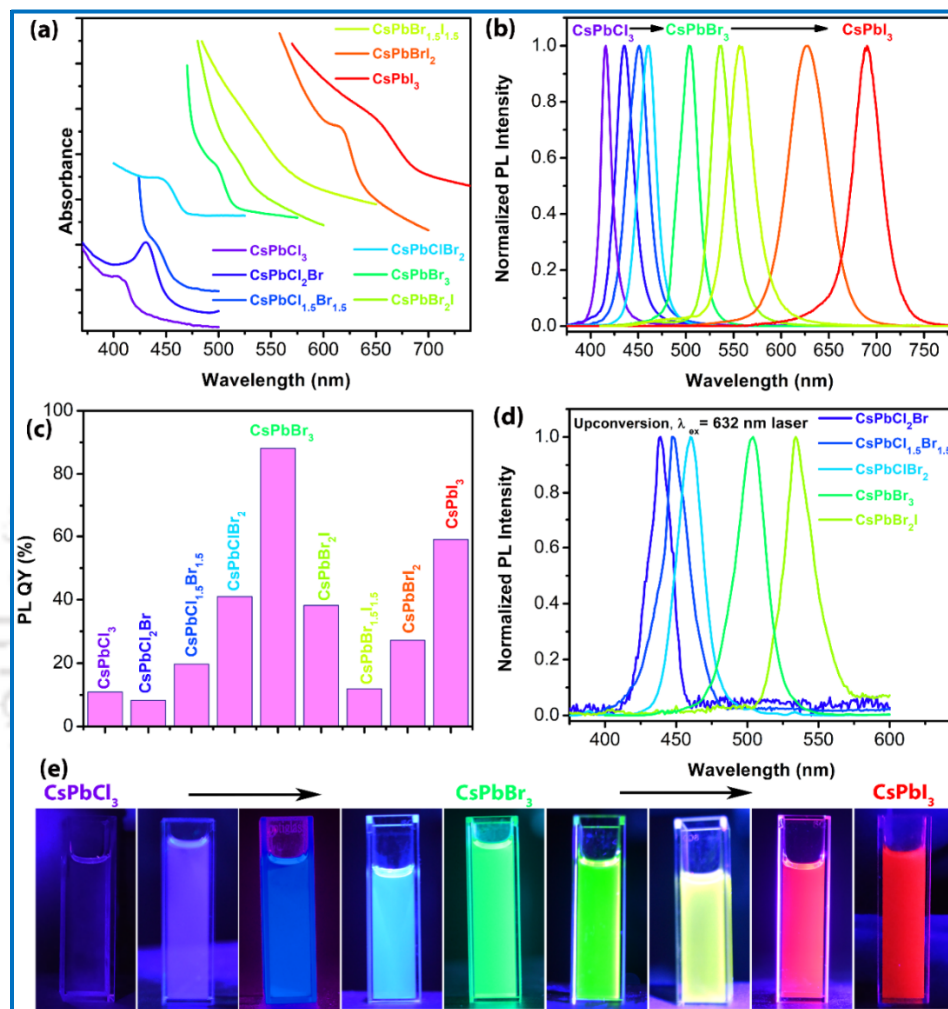 (a)
CsPbBr1.5I1.5
CsPbBrI2
CsPbI3
Absorbance
CsPbCl3
CsPbCl2Br
CsPbCl1.5Br1.5
CsPbClBr2
CsPbBr3
CsPbBr2I
400 450 500 550 600 650 700
Wavelength (nm)
(b)
CsPbCl3 CsPbBr3 CsPbI3
Normalized PL Intensity
1.0
0.8
0.6
0.4
0.2
0.0
400 450 500 550 600 650 700 750
Wavelength (nm)
(c)
PL QY (%)
100
80
60
40
20
0
CsPbCl3
CsPbCl2Br
CsPbCl1.5Br1.5
CsPbClBr2
CsPbBr3
CsPbBr2I
CsPbBr1.5I1.5
CsPbBrI2
CsPbI3
(d)
Upconversion, λex = 632 nm laser
CsPbCl2Br
CsPbCl1.5Br1.5
CsPbClBr2
CsPbBr3
CsPbBr2I
Normalized PL Intensity
1.0
0.8
0.6
0.4
0.2
0.0
400 450 500 550 600
Wavelength (nm)
(e)
CsPbCl3 CsPbBr3 CsPbI3